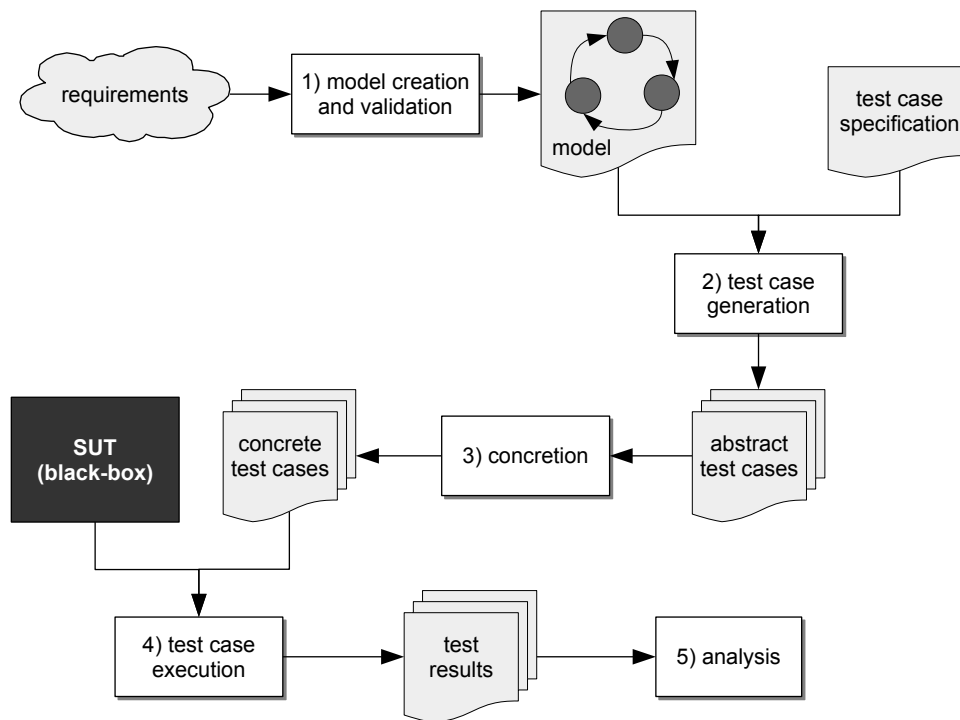 requirements
1) model creation
and validation
model
test case
specification
2) test case
generation
SUT
(black-box)
concrete
test cases
3) concretion
abstract
test cases
4) test case
execution
test
results
5) analysis